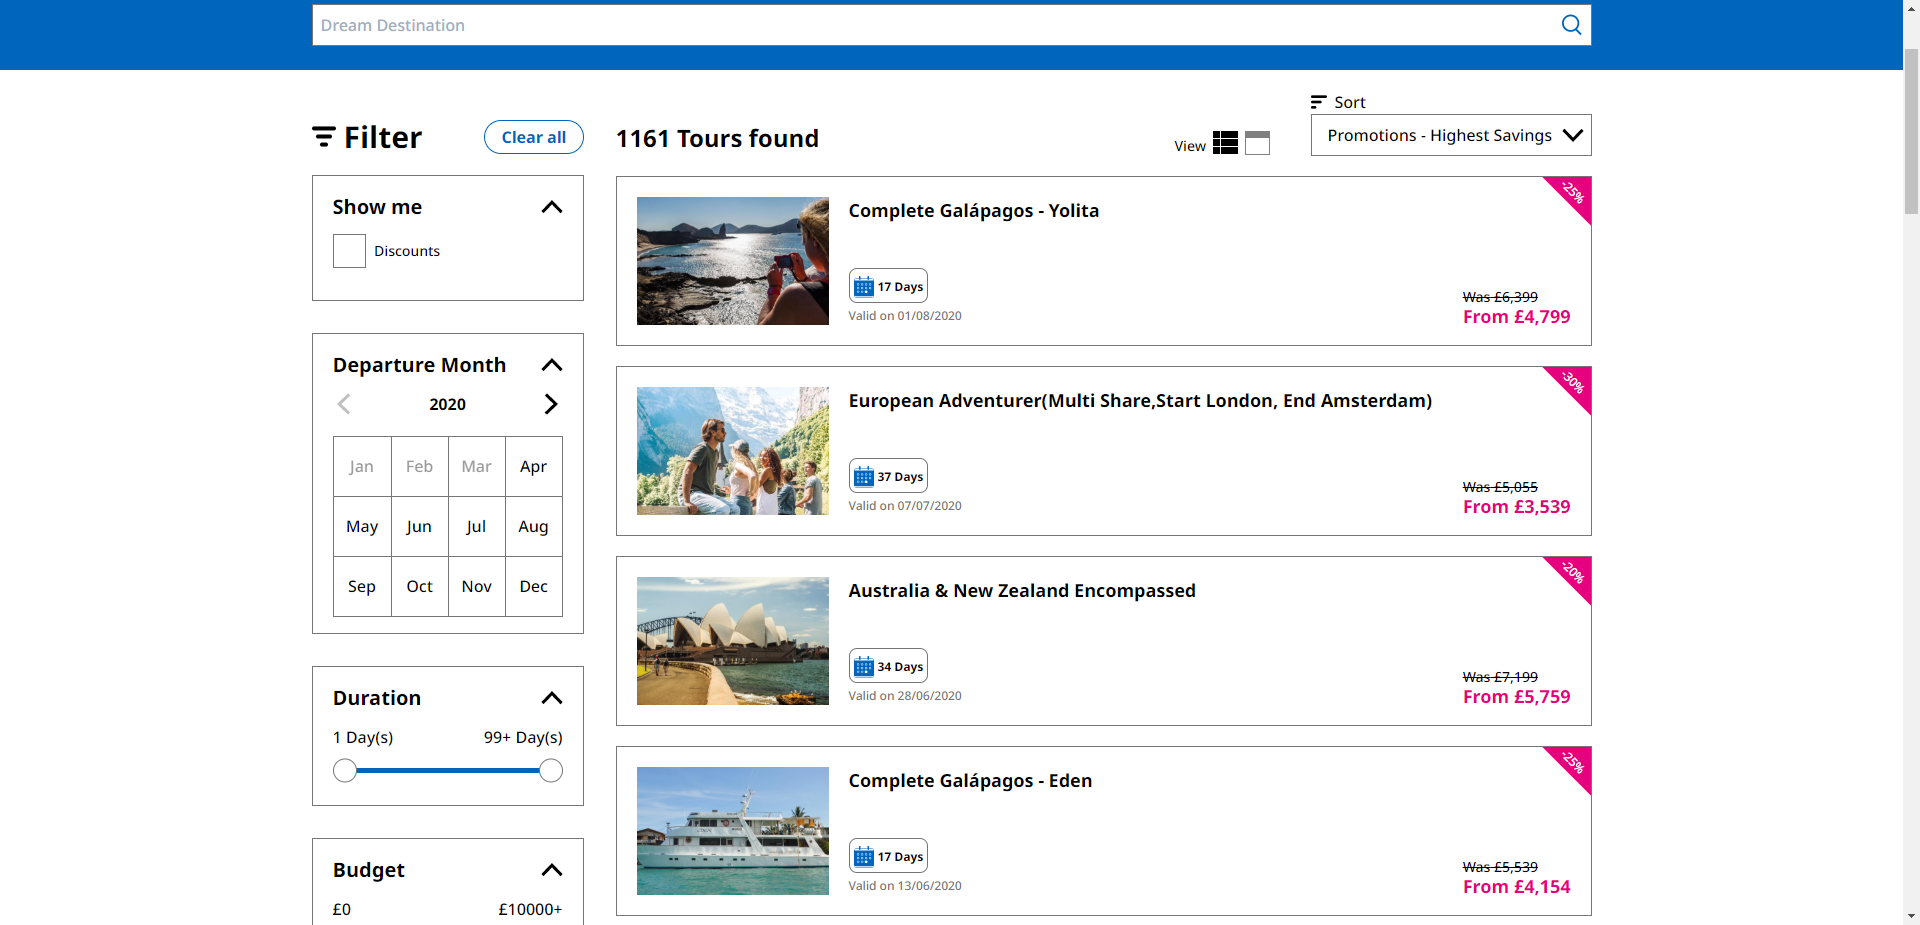 Dream Destination
Filter
Clear all
1161 Tours found
View
Sort
Promotions - Highest Savings
Show me
Discounts
Departure Month
2020
Jan Feb Mar Apr
May Jun Jul Aug
Sep Oct Nov Dec
Duration
1 Day(s) 99+ Day(s)
Budget
£0 £10000+
-25%
Complete Galápagos - Yolita
17 Days
Valid on 01/08/2020
Was £6,399
From £4,799
-30%
European Adventurer(Multi Share,Start London, End Amsterdam)
37 Days
Valid on 07/07/2020
Was £5,055
From £3,539
-20%
Australia & New Zealand Encompassed
34 Days
Valid on 28/06/2020
Was £7,199
From £5,759
-25%
Complete Galápagos - Eden
17 Days
Valid on 13/06/2020
Was £5,539
From £4,154